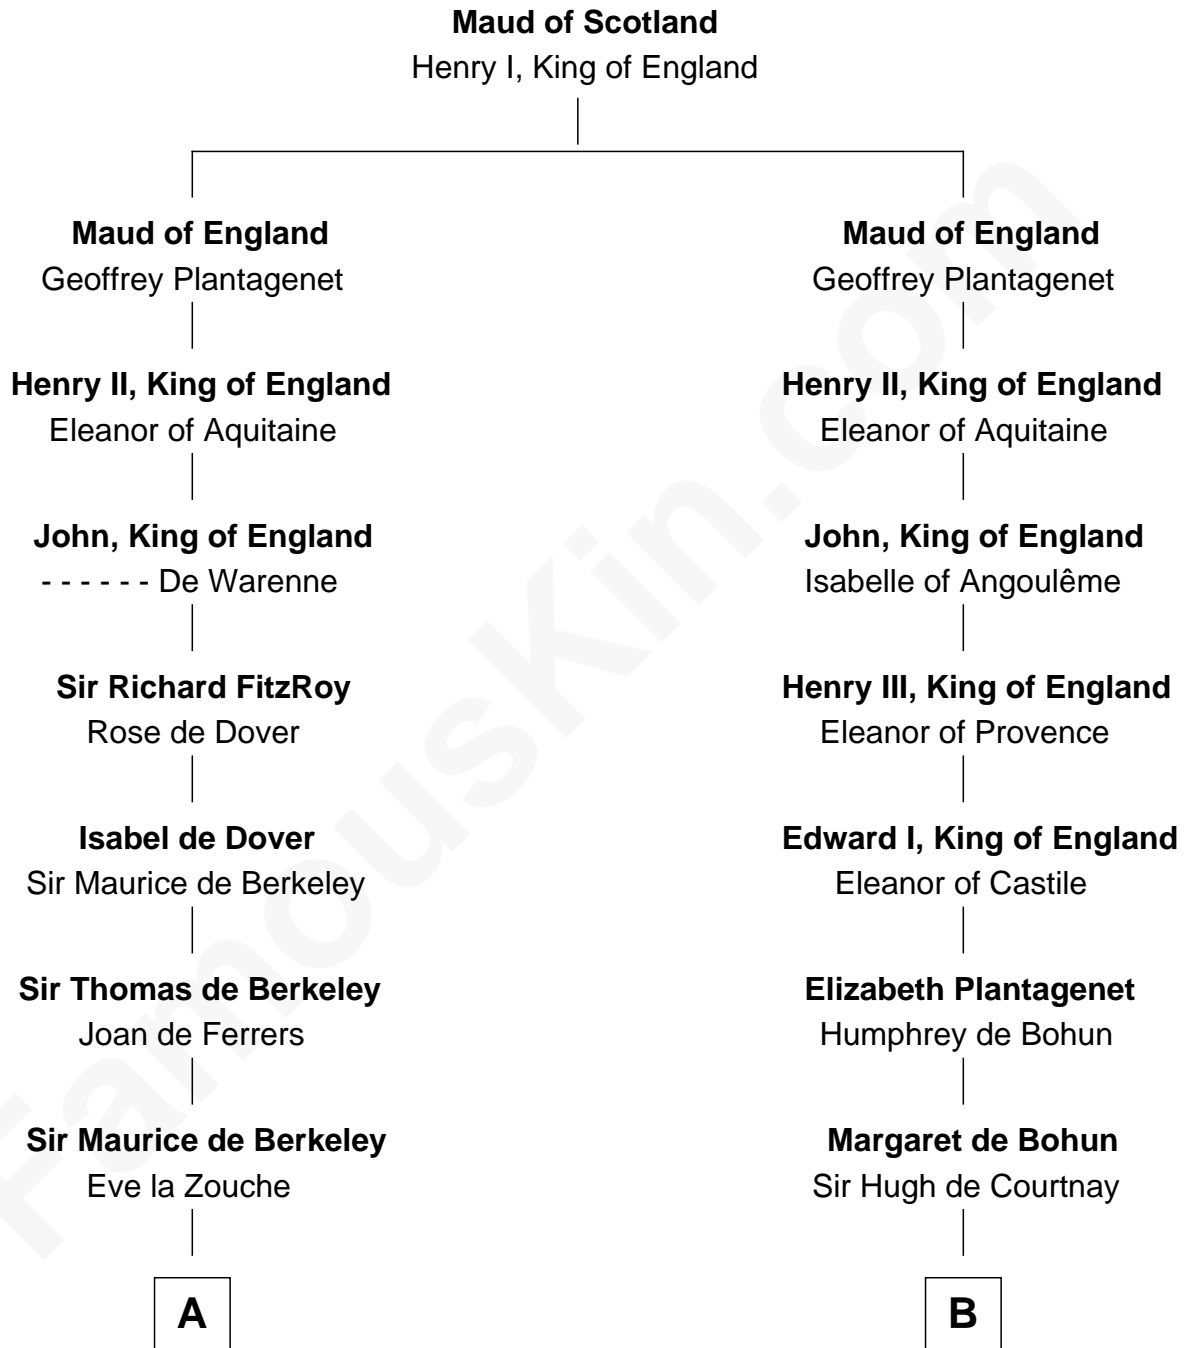 Maud of Scotland
Henry I, King of England
Maud of England
Geoffrey Plantagenet
Henry II, King of England
Eleanor of Aquitaine
John, King of England
- - - - - - De Warenne
Sir Richard FitzRoy
Rose de Dover
Isabel de Dover
Sir Maurice de Berkeley
Sir Thomas de Berkeley
Joan de Ferrers
Sir Maurice de Berkeley
Eve la Zouche
A
Maud of England
Geoffrey Plantagenet
Henry II, King of England
Eleanor of Aquitaine
John, King of England
Isabelle of Angoulême
Henry III, King of England
Eleanor of Provence
Edward I, King of England
Eleanor of Castile
Elizabeth Plantagenet
Humphrey de Bohun
Margaret de Bohun
Sir Hugh de Courtnay
B
FamousKin.com